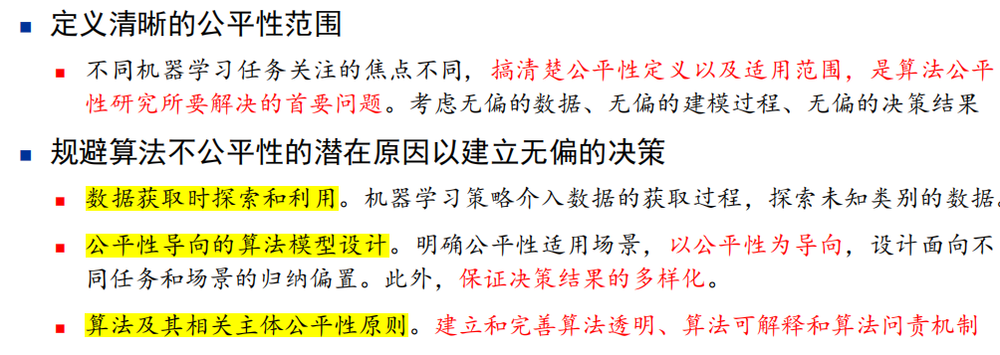 定义清晰的公平性范围
不同机器学习任务关注的焦点不同，搞清楚公平性定义以及适用范围，是算法公平
性研究所要解决的首要问题。考虑无偏的数据、无偏的建模过程、无偏的决策结果
规避算法不公平性的潜在原因以建立无偏的决策
数据获取时探索和利用。机器学习策略介入数据的获取过程，探索未知类别的数据。
公平性导向的算法模型设计。明确公平性适用场景，以公平性为导向，设计面向不
同任务和场景的归纳偏置。此外，保证决策结果的多样化。
算法及其相关主体公平性原则。建立和完善算法透明、算法可解释和算法问责机制